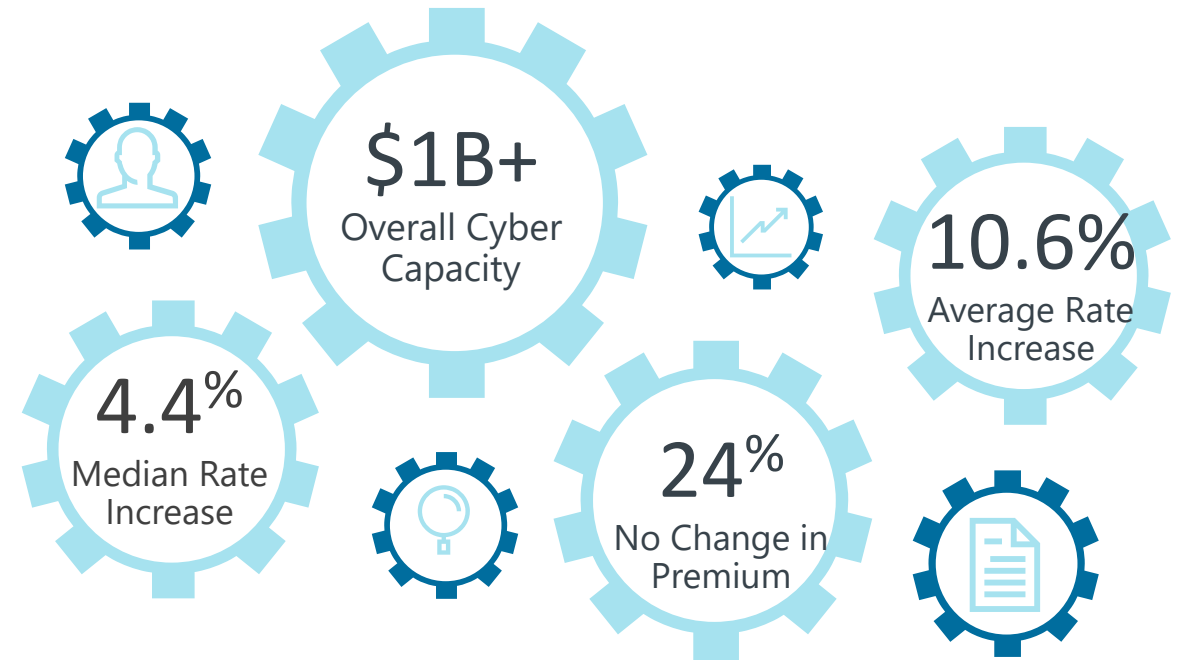 $1B+
Overall Cyber
Capacity
10.6%
Average Rate
Increase
4.4%
Median Rate
Increase
24%
No Change in
Premium